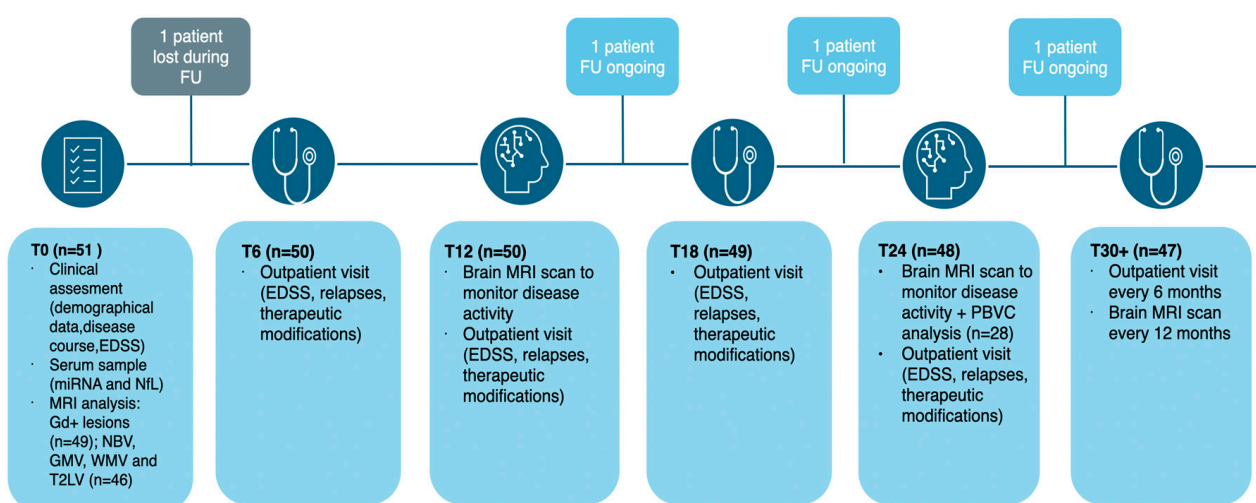 1 patient
lost during
FU
1 patient
FU ongoing
1 patient
FU ongoing
1 patient
FU ongoing
T0 (n=51 )
· Clinical
assesment
(demographical
data,disease
course,EDSS)
· Serum sample
(miRNA and NfL)
· MRI analysis:
Gd+ lesions
(n=49); NBV,
GMV, WMV and
T2LV (n=46)
T6 (n=50)
· Outpatient visit
(EDSS, relapses,
therapeutic
modifications)
T12 (n=50)
· Brain MRI scan to
monitor disease
activity
· Outpatient visit
(EDSS, relapses,
therapeutic
modifications)
T18 (n=49)
• Outpatient visit
(EDSS,
relapses,
therapeutic
modifications)
T24 (n=48)
• Brain MRI scan to
monitor disease
activity + PBVC
analysis (n=28)
• Outpatient visit
(EDSS, relapses,
therapeutic
modifications)
T30+ (n=47)
· Outpatient visit
every 6 months
· Brain MRI scan
every 12 months